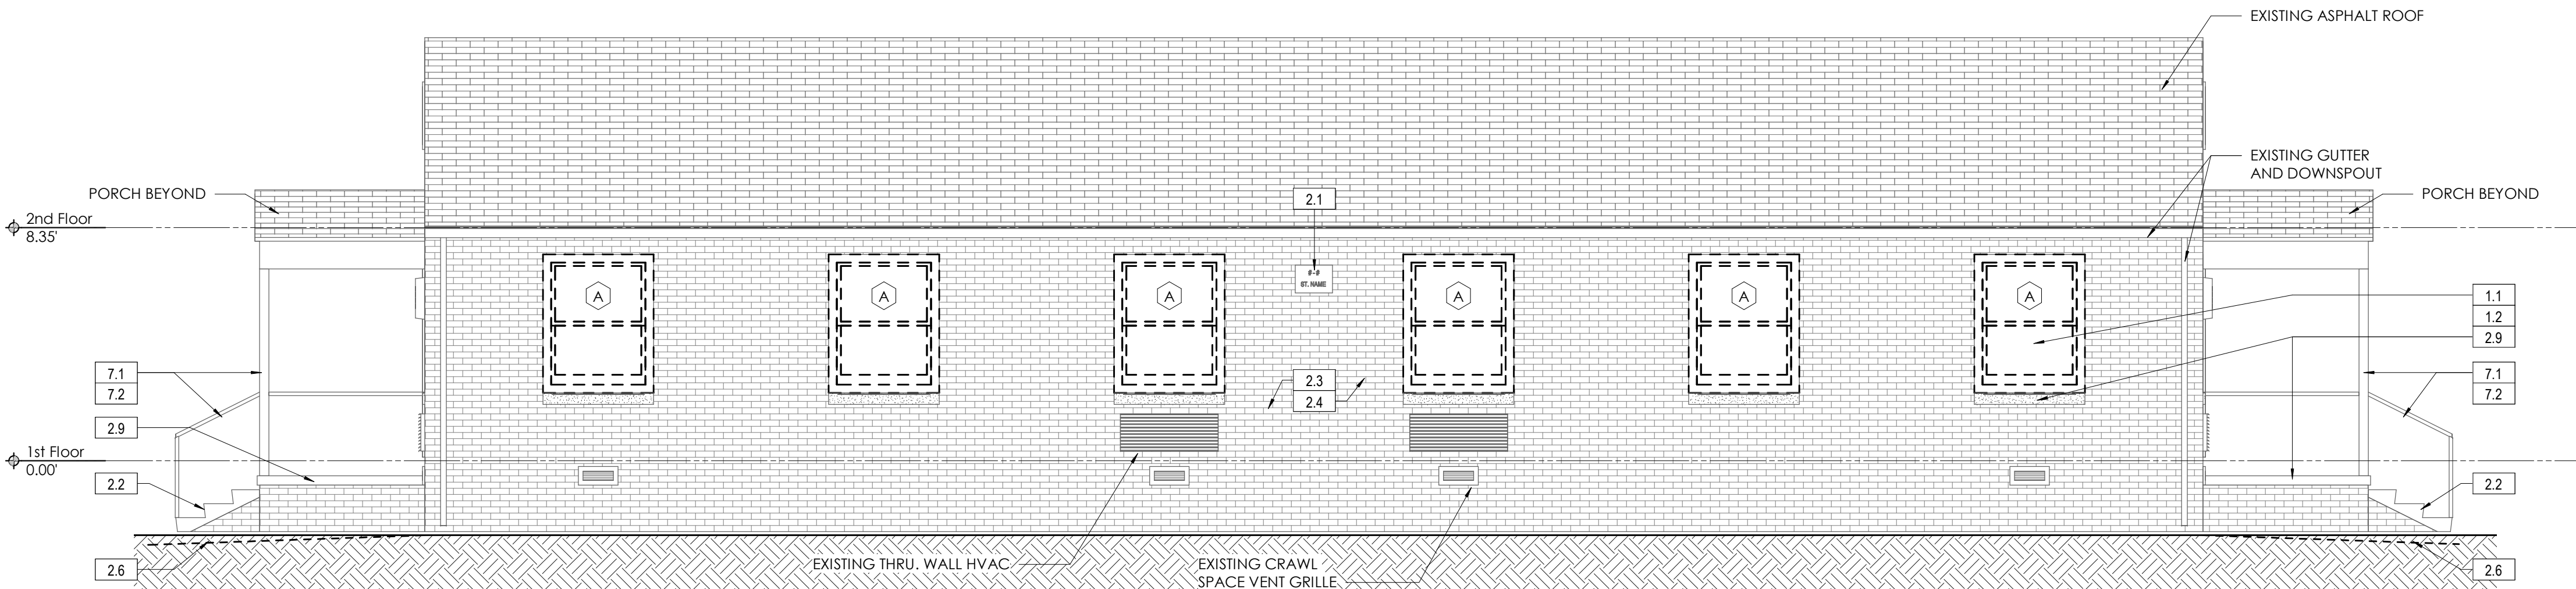 EXISTING ASPHALT ROOF
EXISTING GUTTER
AND DOWNSPOUT
PORCH BEYOND
PORCH BEYOND
2.1
2nd Floor
8.35'
#-#
ST. NAME
A
A
A
A
A
A
1.1
1.2
2.9
7.1
7.2
2.3
2.4
7.1
7.2
2.9
1st Floor
0.00'
2.2
2.2
EXISTING THRU. WALL HVAC
EXISTING CRAWL
SPACE VENT GRILLE
2.6
2.6